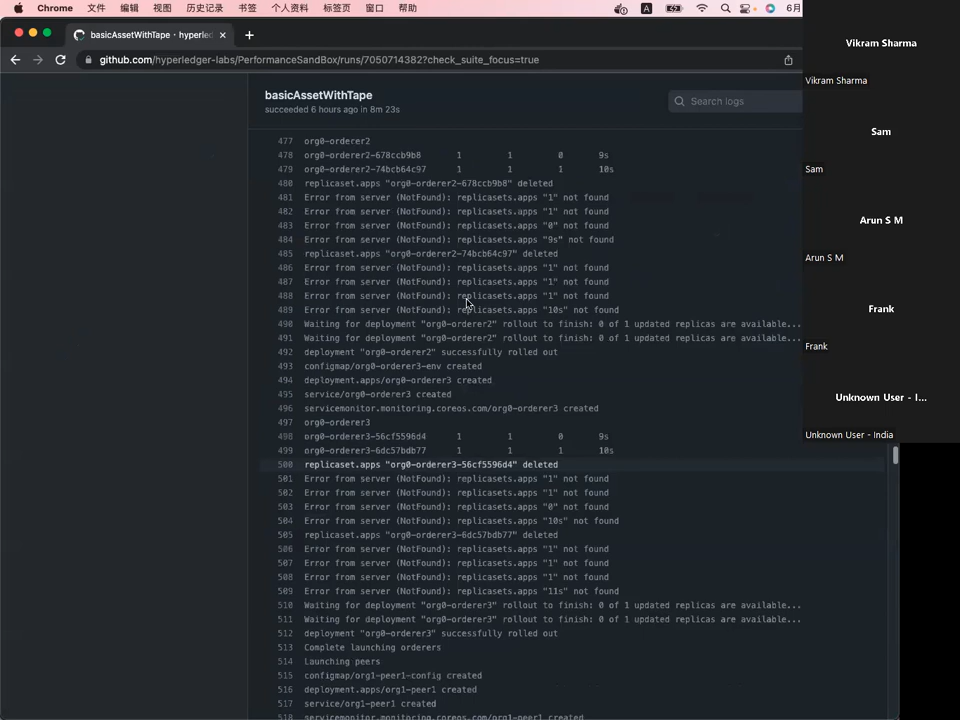 Chrome 文件 编辑 视图 历史记录 书签 个人资料 标签页 窗口 帮助 A 6月
basicAssetWithTape · hyperled
github.com/hyperledger-labs/PerformanceSandBox/runs/7050714382?check_suite_focus=true
basicAssetWithTape
succeeded 6 hours ago in 8m 23s
Search logs
477 org0-orderer2
478 org0-orderer2-678ccb9b8 1 1 0 9s
479 org0-orderer2-74bcb64c97 1 1 1 10s
480 replicaset.apps "org0-orderer2-678ccb9b8" deleted
481 Error from server (NotFound): replicasets.apps "1" not found
482 Error from server (NotFound): replicasets.apps "1" not found
483 Error from server (NotFound): replicasets.apps "0" not found
484 Error from server (NotFound): replicasets.apps "9s" not found
485 replicaset.apps "org0-orderer2-74bcb64c97" deleted
486 Error from server (NotFound): replicasets.apps "1" not found
487 Error from server (NotFound): replicasets.apps "1" not found
488 Error from server (NotFound): replicasets.apps "1" not found
489 Error from server (NotFound): replicasets.apps "10s" not found
490 Waiting for deployment "org0-orderer2" rollout to finish: 0 of 1 updated replicas are available...
491 Waiting for deployment "org0-orderer2" rollout to finish: 0 of 1 updated replicas are available...
492 deployment "org0-orderer2" successfully rolled out
493 configmap/org0-orderer3-env created
494 deployment.apps/org0-orderer3 created
495 service/org0-orderer3 created
496 servicemonitor.monitoring.coreos.com/org0-orderer3 created
497 org0-orderer3
498 org0-orderer3-56cf5596d4 1 1 0 9s
499 org0-orderer3-6dc57bdb77 1 1 1 10s
500 replicaset.apps "org0-orderer3-56cf5596d4" deleted
501 Error from server (NotFound): replicasets.apps "1" not found
502 Error from server (NotFound): replicasets.apps "1" not found
503 Error from server (NotFound): replicasets.apps "0" not found
504 Error from server (NotFound): replicasets.apps "10s" not found
505 replicaset.apps "org0-orderer3-6dc57bdb77" deleted
506 Error from server (NotFound): replicasets.apps "1" not found
507 Error from server (NotFound): replicasets.apps "1" not found
508 Error from server (NotFound): replicasets.apps "1" not found
509 Error from server (NotFound): replicasets.apps "11s" not found
510 Waiting for deployment "org0-orderer3" rollout to finish: 0 of 1 updated replicas are available...
511 Waiting for deployment "org0-orderer3" rollout to finish: 0 of 1 updated replicas are available...
512 deployment "org0-orderer3" successfully rolled out
513 Complete launching orderers
514 Launching peers
515 configmap/org1-peer1-config created
516 deployment.apps/org1-peer1 created
517 service/org1-peer1 created
518 servicemonitor.monitoring.coreos.com/org1-peer1 created
Vikram Sharma
Vikram Sharma
Sam
Sam
Arun S M
Arun S M
Frank
Frank
Unknown User - I...
Unknown User - India